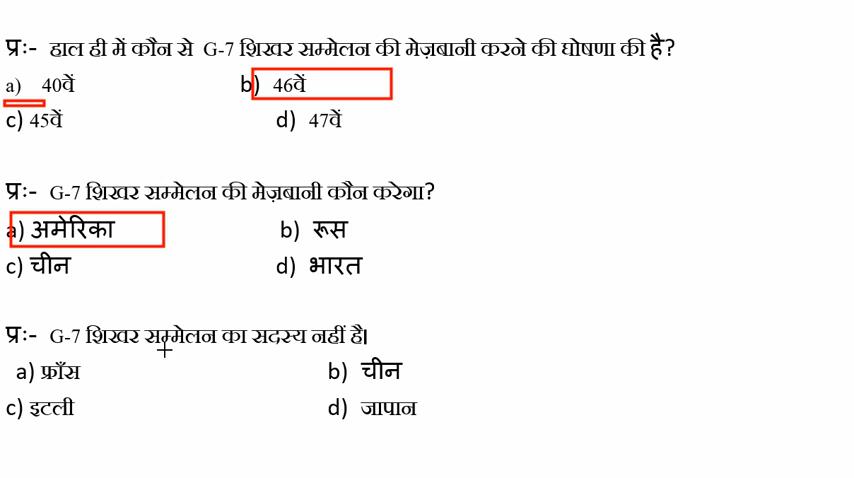 प्रः- हाल ही में कौन से G-7 शिखर सम्मेलन की मेज़बानी करने की घोषणा की है?
a) 40वें b) 46वें
c) 45वें d) 47वें
प्रः- G-7 शिखर सम्मेलन की मेज़बानी कौन करेगा?
a) अमेरिका b) रूस
c) चीन d) भारत
प्रः- G-7 शिखर सम्मेलन का सदस्य नहीं है।
a) फ्राँस b) चीन
c) इटली d) जापान